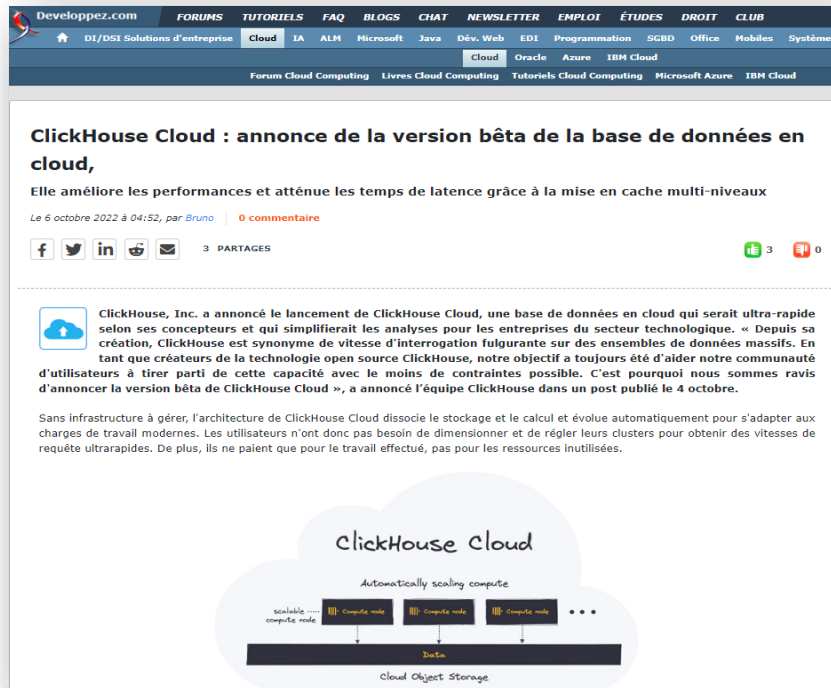 Developpez.com FORUMS TUTORIELS FAQ BLOGS CHAT NEWSLETTER EMPLOI ÉTUDES DROIT CLUB
DI/DSI Solutions d'entreprise Cloud IA ALM Microsoft Java Dév. Web EDI Programmation SGBD Office Mobiles Système
Cloud Oracle Azure IBM Cloud
Forum Cloud Computing Livres Cloud Computing Tutoriels Cloud Computing Microsoft Azure IBM Cloud
ClickHouse Cloud : annonce de la version bêta de la base de données en
cloud,
Elle améliore les performances et atténue les temps de latence grâce à la mise en cache multi-niveaux
Le 6 octobre 2022 à 04:52, par Bruno 0 commentaire
3 PARTAGES 3 0
ClickHouse, Inc. a annoncé le lancement de ClickHouse Cloud, une base de données en cloud qui serait ultra-rapide
selon ses concepteurs et qui simplifierait les analyses pour les entreprises du secteur technologique. « Depuis sa
création, ClickHouse est synonyme de vitesse d'interrogation fulgurante sur des ensembles de données massifs. En
tant que créateurs de la technologie open source ClickHouse, notre objectif a toujours été d'aider notre communauté
d'utilisateurs à tirer parti de cette capacité avec le moins de contraintes possible. C'est pourquoi nous sommes ravis
d'annoncer la version bêta de ClickHouse Cloud », a annoncé l'équipe ClickHouse dans un post publié le 4 octobre.
Sans infrastructure à gérer, l'architecture de ClickHouse Cloud dissocie le stockage et le calcul et évolue automatiquement pour s'adapter aux
charges de travail modernes. Les utilisateurs n'ont donc pas besoin de dimensionner et de régler leurs clusters pour obtenir des vitesses de
requête ultrarapides. De plus, ils ne paient que pour le travail effectué, pas pour les ressources inutilisées.
ClickHouse Cloud
Automatically scaling compute
scalable
compute node
Compute node Compute node Compute node
Data
Cloud Object Storage